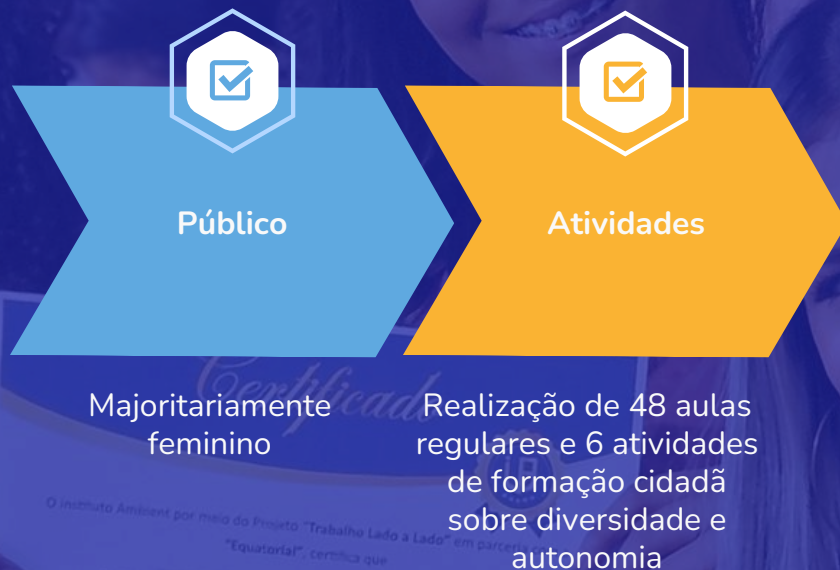 Público
Atividades
Majoritariamente
feminino
Realização de 48 aulas
regulares e 6 atividades
de formação cidadã
sobre diversidade e
autonomia
Certificado
O Instituto Ambient por meio do Projeto "Trabalho Lado a Lado" em parceria
"Equatorial", certifica que